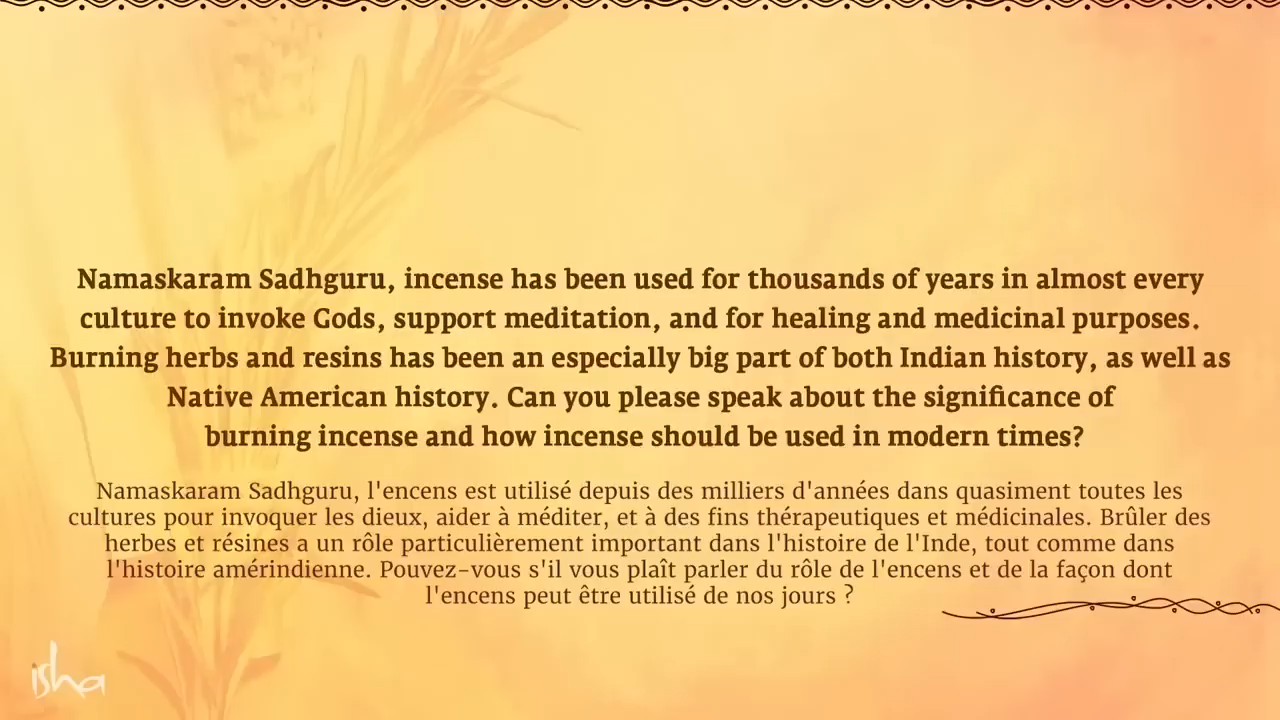 Namaskaram Sadhguru, incense has been used for thousands of years in almost every
culture to invoke Gods, support meditation, and for healing and medicinal purposes.
Burning herbs and resins has been an especially big part of both Indian history, as well as
Native American history. Can you please speak about the significance of
burning incense and how incense should be used in modern times?
Namaskaram Sadhguru, l'encens est utilisé depuis des milliers d'années dans quasiment toutes les
cultures pour invoquer les dieux, aider à méditer, et à des fins thérapeutiques et médicinales. Brûler des
herbes et résines a un rôle particulièrement important dans l'histoire de l'Inde, tout comme dans
l'histoire amérindienne. Pouvez-vous s'il vous plaît parler du rôle de l'encens et de la façon dont
l'encens peut être utilisé de nos jours ?
isha